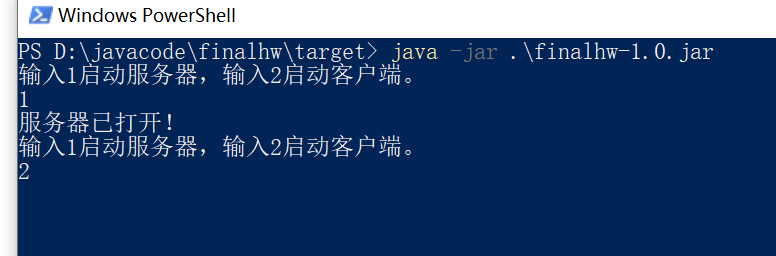 Windows PowerShell
PS D:\javacode\finalhw\target> java -jar .\finalhw-1.0.jar
输入1启动服务器，输入2启动客户端。
1
服务器已打开！
输入1启动服务器，输入2启动客户端。
2